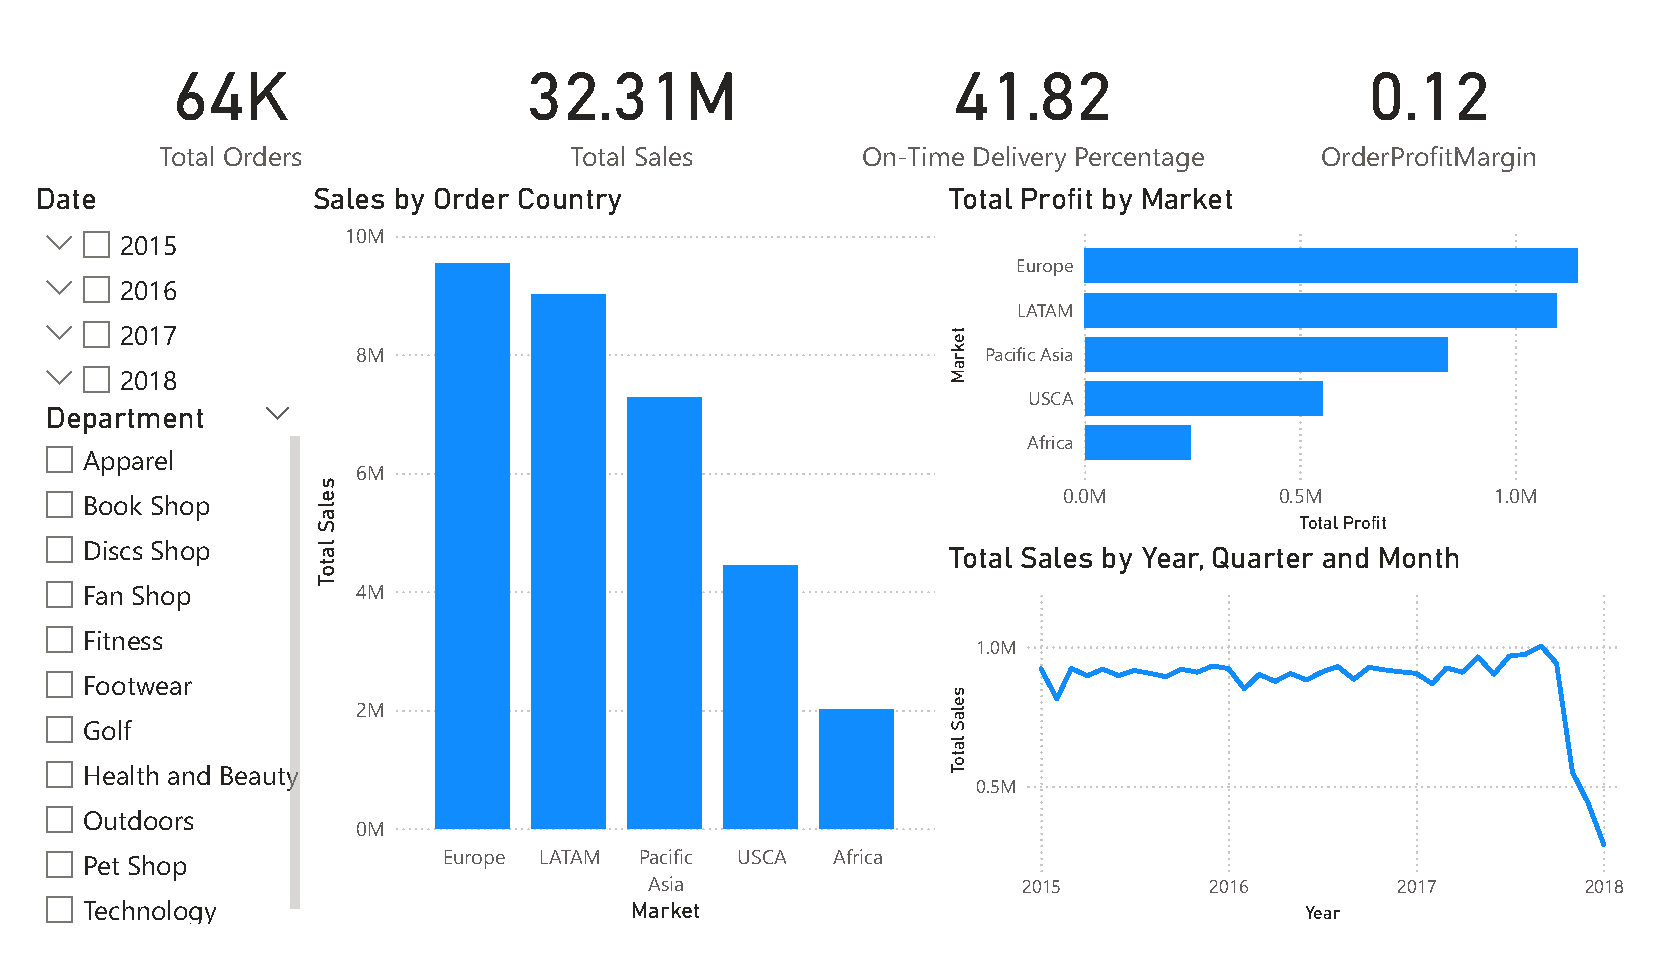 64K
Total Orders
32.31M
Total Sales
41.82
On-Time Delivery Percentage
0.12
OrderProfitMargin
Date
2015
2016
2017
2018
Department
Apparel
Book Shop
Discs Shop
Fan Shop
Fitness
Footwear
Golf
Health and Beauty
Outdoors
Pet Shop
Technology
Sales by Order Country
Total Sales
10M
8M
6M
4M
2M
0M
Europe
LATAM
Pacific
Asia
USCA
Africa
Market
Total Profit by Market
Market
Europe
LATAM
Pacific Asia
USCA
Africa
0.0M
0.5M
1.0M
Total Profit
Total Sales by Year, Quarter and Month
Total Sales
1.0M
0.5M
2015
2016
2017
2018
Year